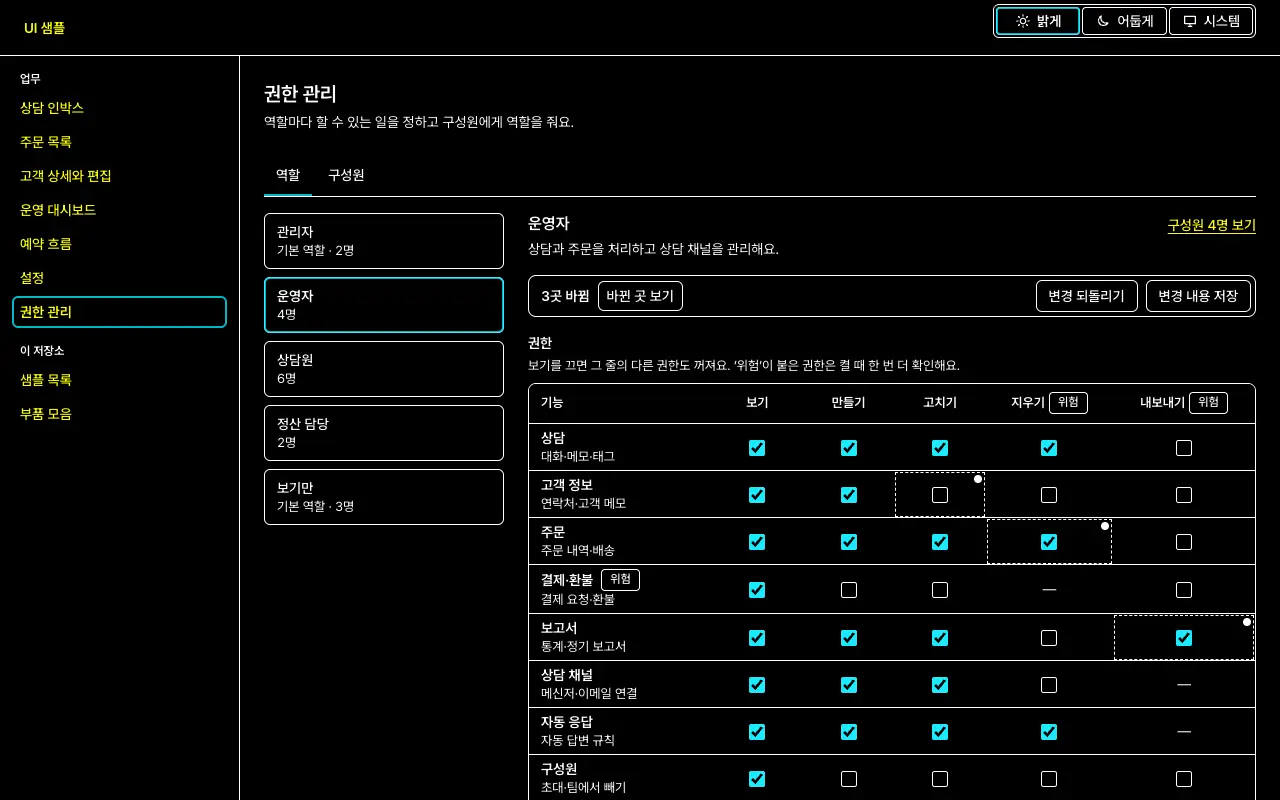 UI 샘플
밝게
어둡게
시스템
업무
상담 인박스
주문 목록
고객 상세와 편집
운영 대시보드
예약 흐름
설정
권한 관리
이 저장소
샘플 목록
부품 모음
권한 관리
역할마다 할 수 있는 일을 정하고 구성원에게 역할을 줘요.
역할 구성원
관리자
기본 역할 · 2명
운영자
4명
상담원
6명
정산 담당
2명
보기만
기본 역할 · 3명
운영자
구성원 4명 보기
상담과 주문을 처리하고 상담 채널을 관리해요.
3곳 바뀜 바뀐 곳 보기 변경 되돌리기 변경 내용 저장
권한
보기를 끄면 그 줄의 다른 권한도 꺼져요. ‘위험’이 붙은 권한은 켤 때 한 번 더 확인해요.
기능 보기 만들기 고치기 지우기 위험 내보내기 위험
상담
대화·메모·태그
고객 정보
연락처·고객 메모
주문
주문 내역·배송
결제·환불 위험
결제 요청·환불
—
보고서
통계·정기 보고서
상담 채널
메신저·이메일 연결
—
자동 응답
자동 답변 규칙
—
구성원
초대·팀에서 빼기